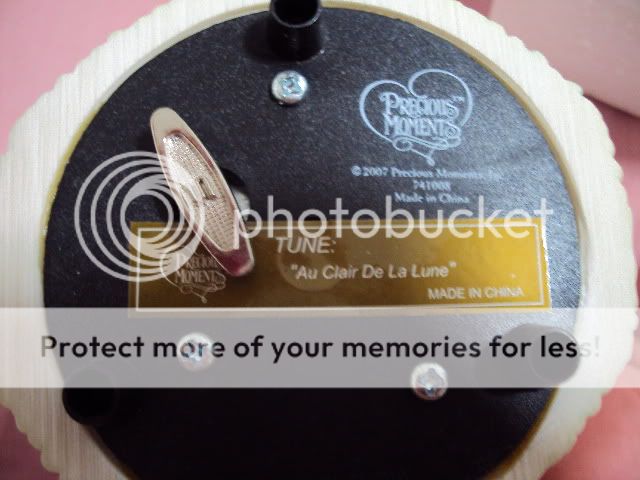 PRECIOUS
MOMENTS™
©2007 Precious Moments, Inc.
741008
Made in China
photobucket
TUNE:
"Au Clair De La Lune"
PRECIOUS
MOMENTS
MADE IN CHINA
Protect more of your memories for less!